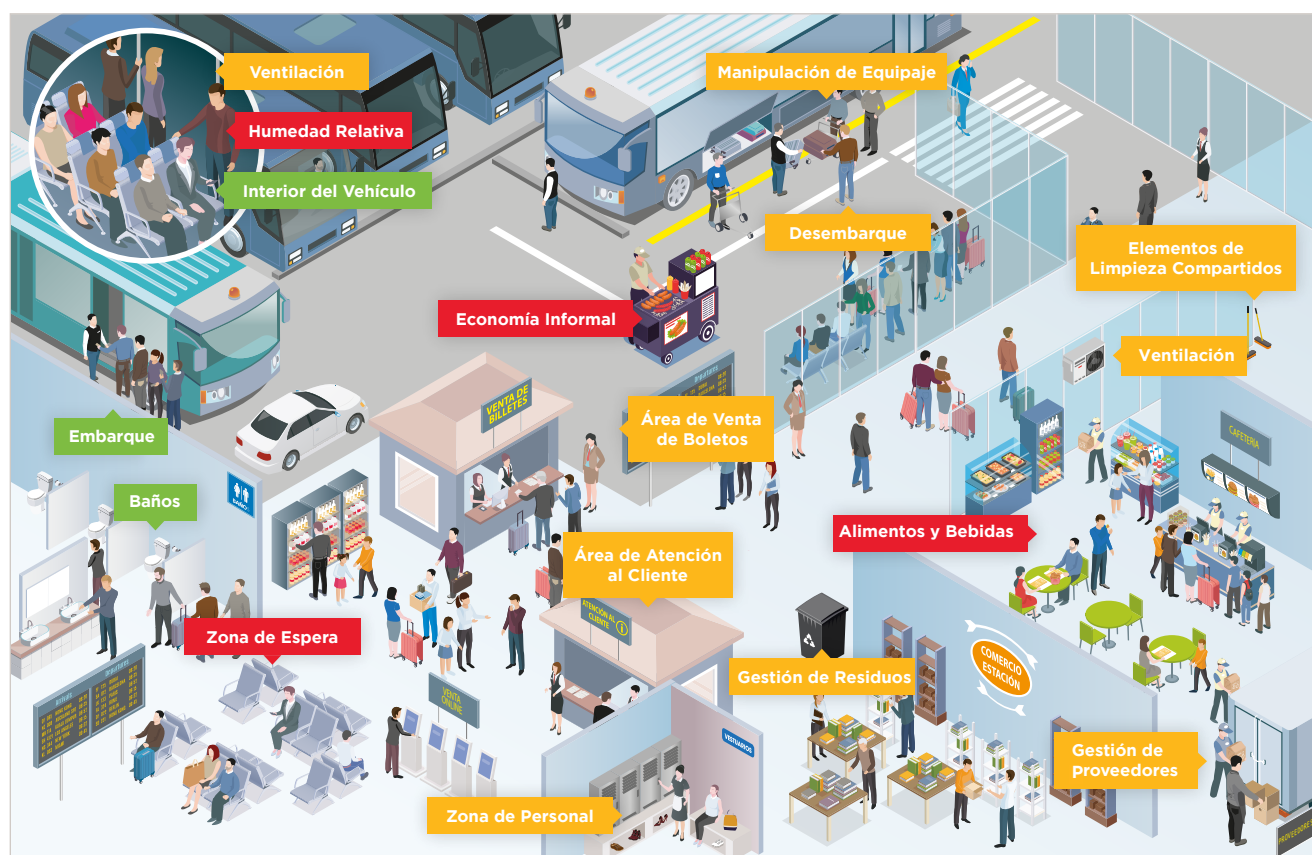 Ventilación
Manipulación de Equipaje
Humedad Relativa
Interior del Vehículo
Desembarque
Elementos de
Limpieza Compartidos
Economía Informal
Ventilación
VENTA DE
BILLETES
Área de Venta
de Boletos
Embarque
CAFETERÍA
BAÑOS
Baños
Alimentos y Bebidas
Área de Atención
al Cliente
ATENCIÓN AL
CLIENTE
Zona de Espera
COMERCIO
ESTACIÓN
Gestión de Residuos
VENTA
ONLINE
VESTUARIOS
Gestión de
Proveedores
Zona de Personal
PROVEEDORES